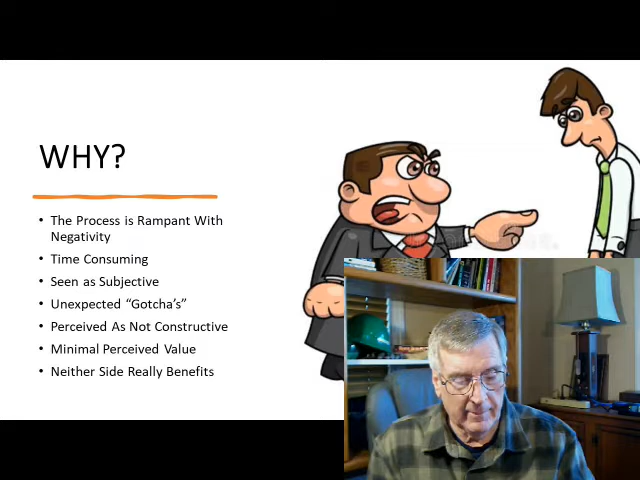 WHY?
• The Process is Rampant With
Negativity
• Time Consuming
• Seen as Subjective
• Unexpected “Gotcha’s”
• Perceived As Not Constructive
• Minimal Perceived Value
• Neither Side Really Benefits